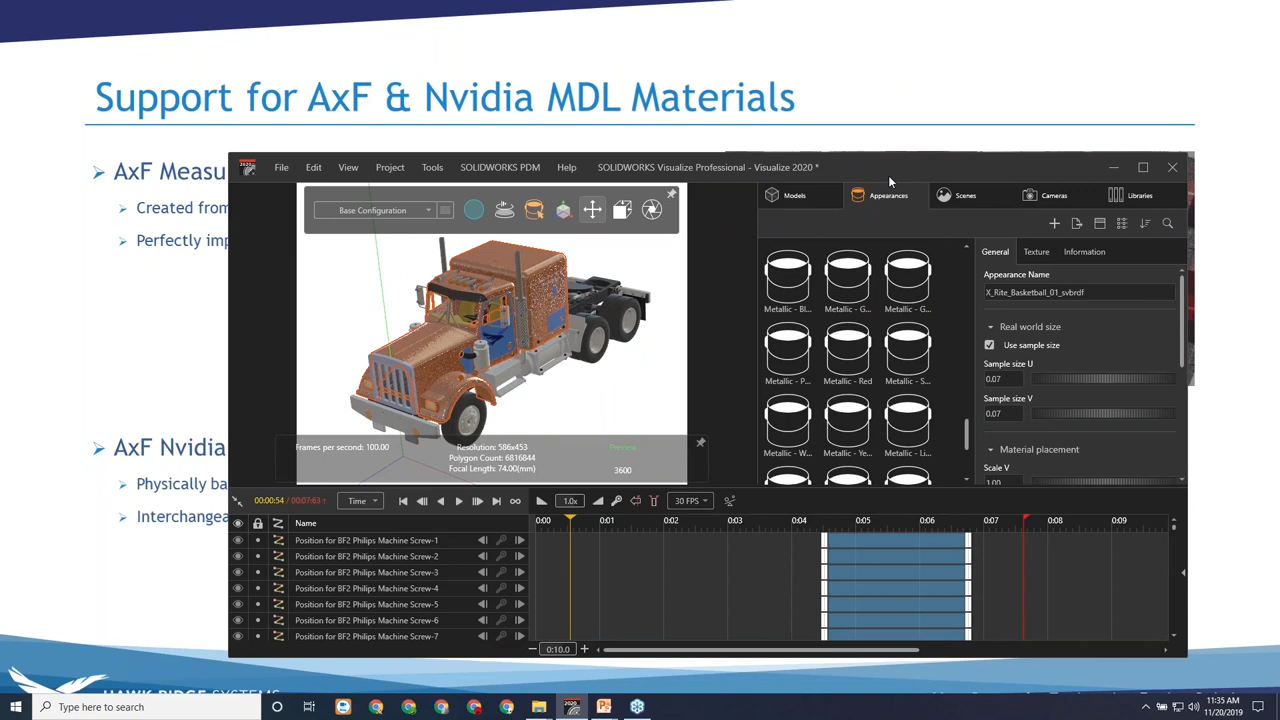 Support for AxF & Nvidia MDL Materials
AxF Measu
Created from
Perfectly imp
AxF Nvidia
Physically ba
Interchangea
2020
File Edit View Project Tools SOLIDWORKS PDM Help SOLIDWORKS Visualize Professional - Visualize 2020 *
Base Configuration
Models Appearances Scenes Cameras Libraries
General Texture Information
Appearance Name
X_Rite_Basketball_01_svbrdf
Real world size
Use sample size
Sample size U
0.07
Sample size V
0.07
Material placement
Scale V
1.00
Metallic - Bl... Metallic - G... Metallic - G...
Metallic - P... Metallic - Red Metallic - S...
Metallic - W... Metallic - Ye... Metallic - Li...
Frames per second: 100.00 Resolution: 586x453 Preview
Polygon Count: 6816844
Focal Length: 74.00(mm) 3600
00:00:54 / 00:07:63 Time 1.0x 30 FPS
Name 0:00 0:01 0:02 0:03 0:04 0:05 0:06 0:07 0:08 0:09
Position for BF2 Philips Machine Screw-1
Position for BF2 Philips Machine Screw-2
Position for BF2 Philips Machine Screw-3
Position for BF2 Philips Machine Screw-4
Position for BF2 Philips Machine Screw-5
Position for BF2 Philips Machine Screw-6
Position for BF2 Philips Machine Screw-7
0:10.0
HAWK RIDGE SYSTEMS
Type here to search
11:35 AM
11/20/2019